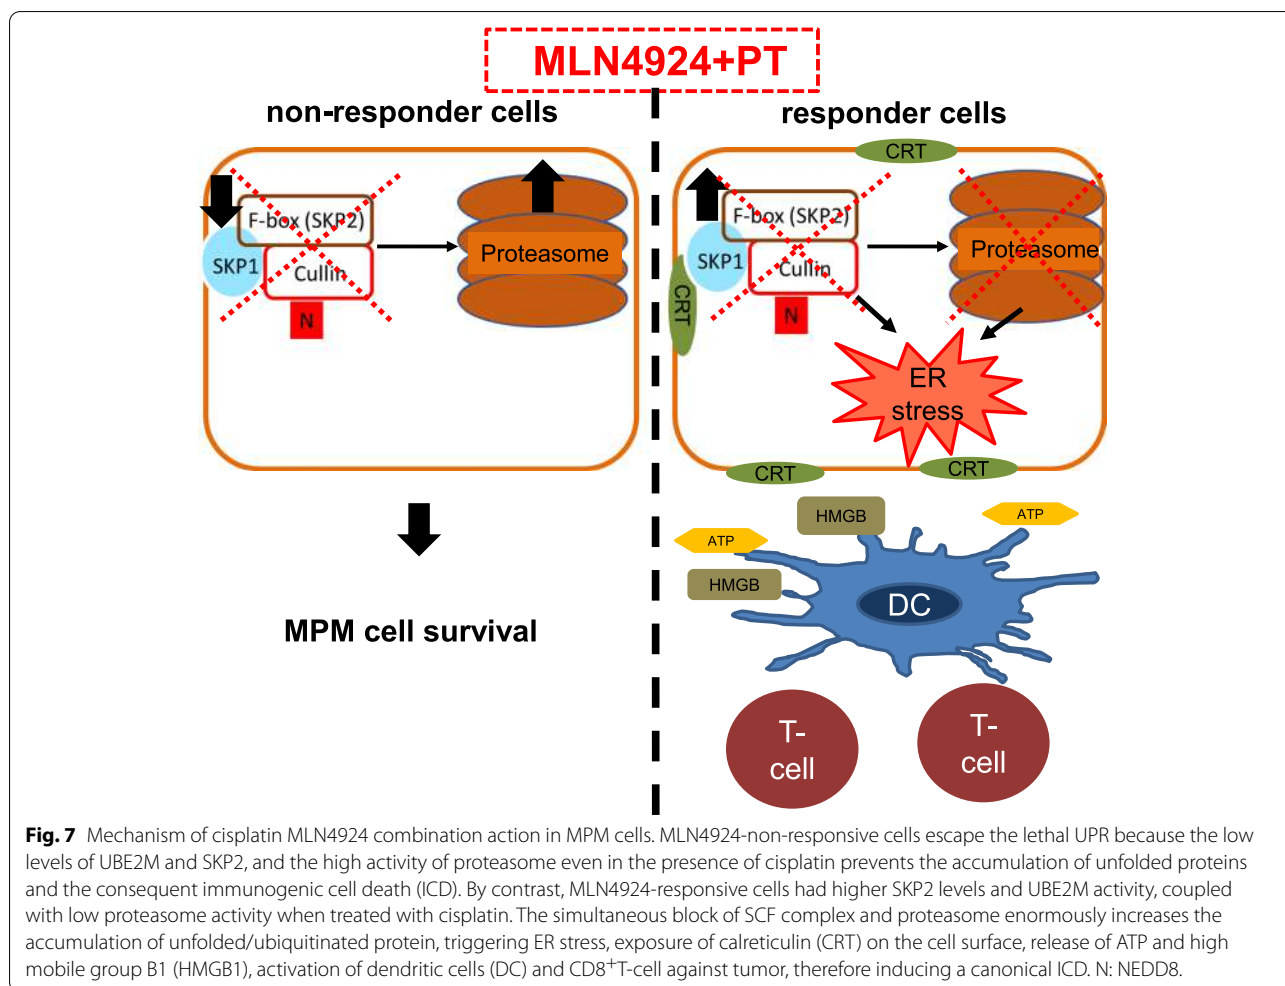 MLN4924+PT
non-responder cells
F-box (SKP2)
SKP1
Cullin
N
Proteasome
MPM cell survival
responder cells
CRT
F-box (SKP2)
SKP1
Cullin
N
Proteasome
CRT
ER
stress
CRT
CRT
HMGB
ATP
ATP
HMGB
DC
T-
cell
T-
cell
Fig. 7 Mechanism of cisplatin MLN4924 combination action in MPM cells. MLN4924-non-responsive cells escape the lethal UPR because the low
levels of UBE2M and SKP2, and the high activity of proteasome even in the presence of cisplatin prevents the accumulation of unfolded proteins
and the consequent immunogenic cell death (ICD). By contrast, MLN4924-responsive cells had higher SKP2 levels and UBE2M activity, coupled
with low proteasome activity when treated with cisplatin. The simultaneous block of SCF complex and proteasome enormously increases the
accumulation of unfolded/ubiquitinated protein, triggering ER stress, exposure of calreticulin (CRT) on the cell surface, release of ATP and high
mobile group B1 (HMGB1), activation of dendritic cells (DC) and CD8⁺T-cell against tumor, therefore inducing a canonical ICD. N: NEDD8.